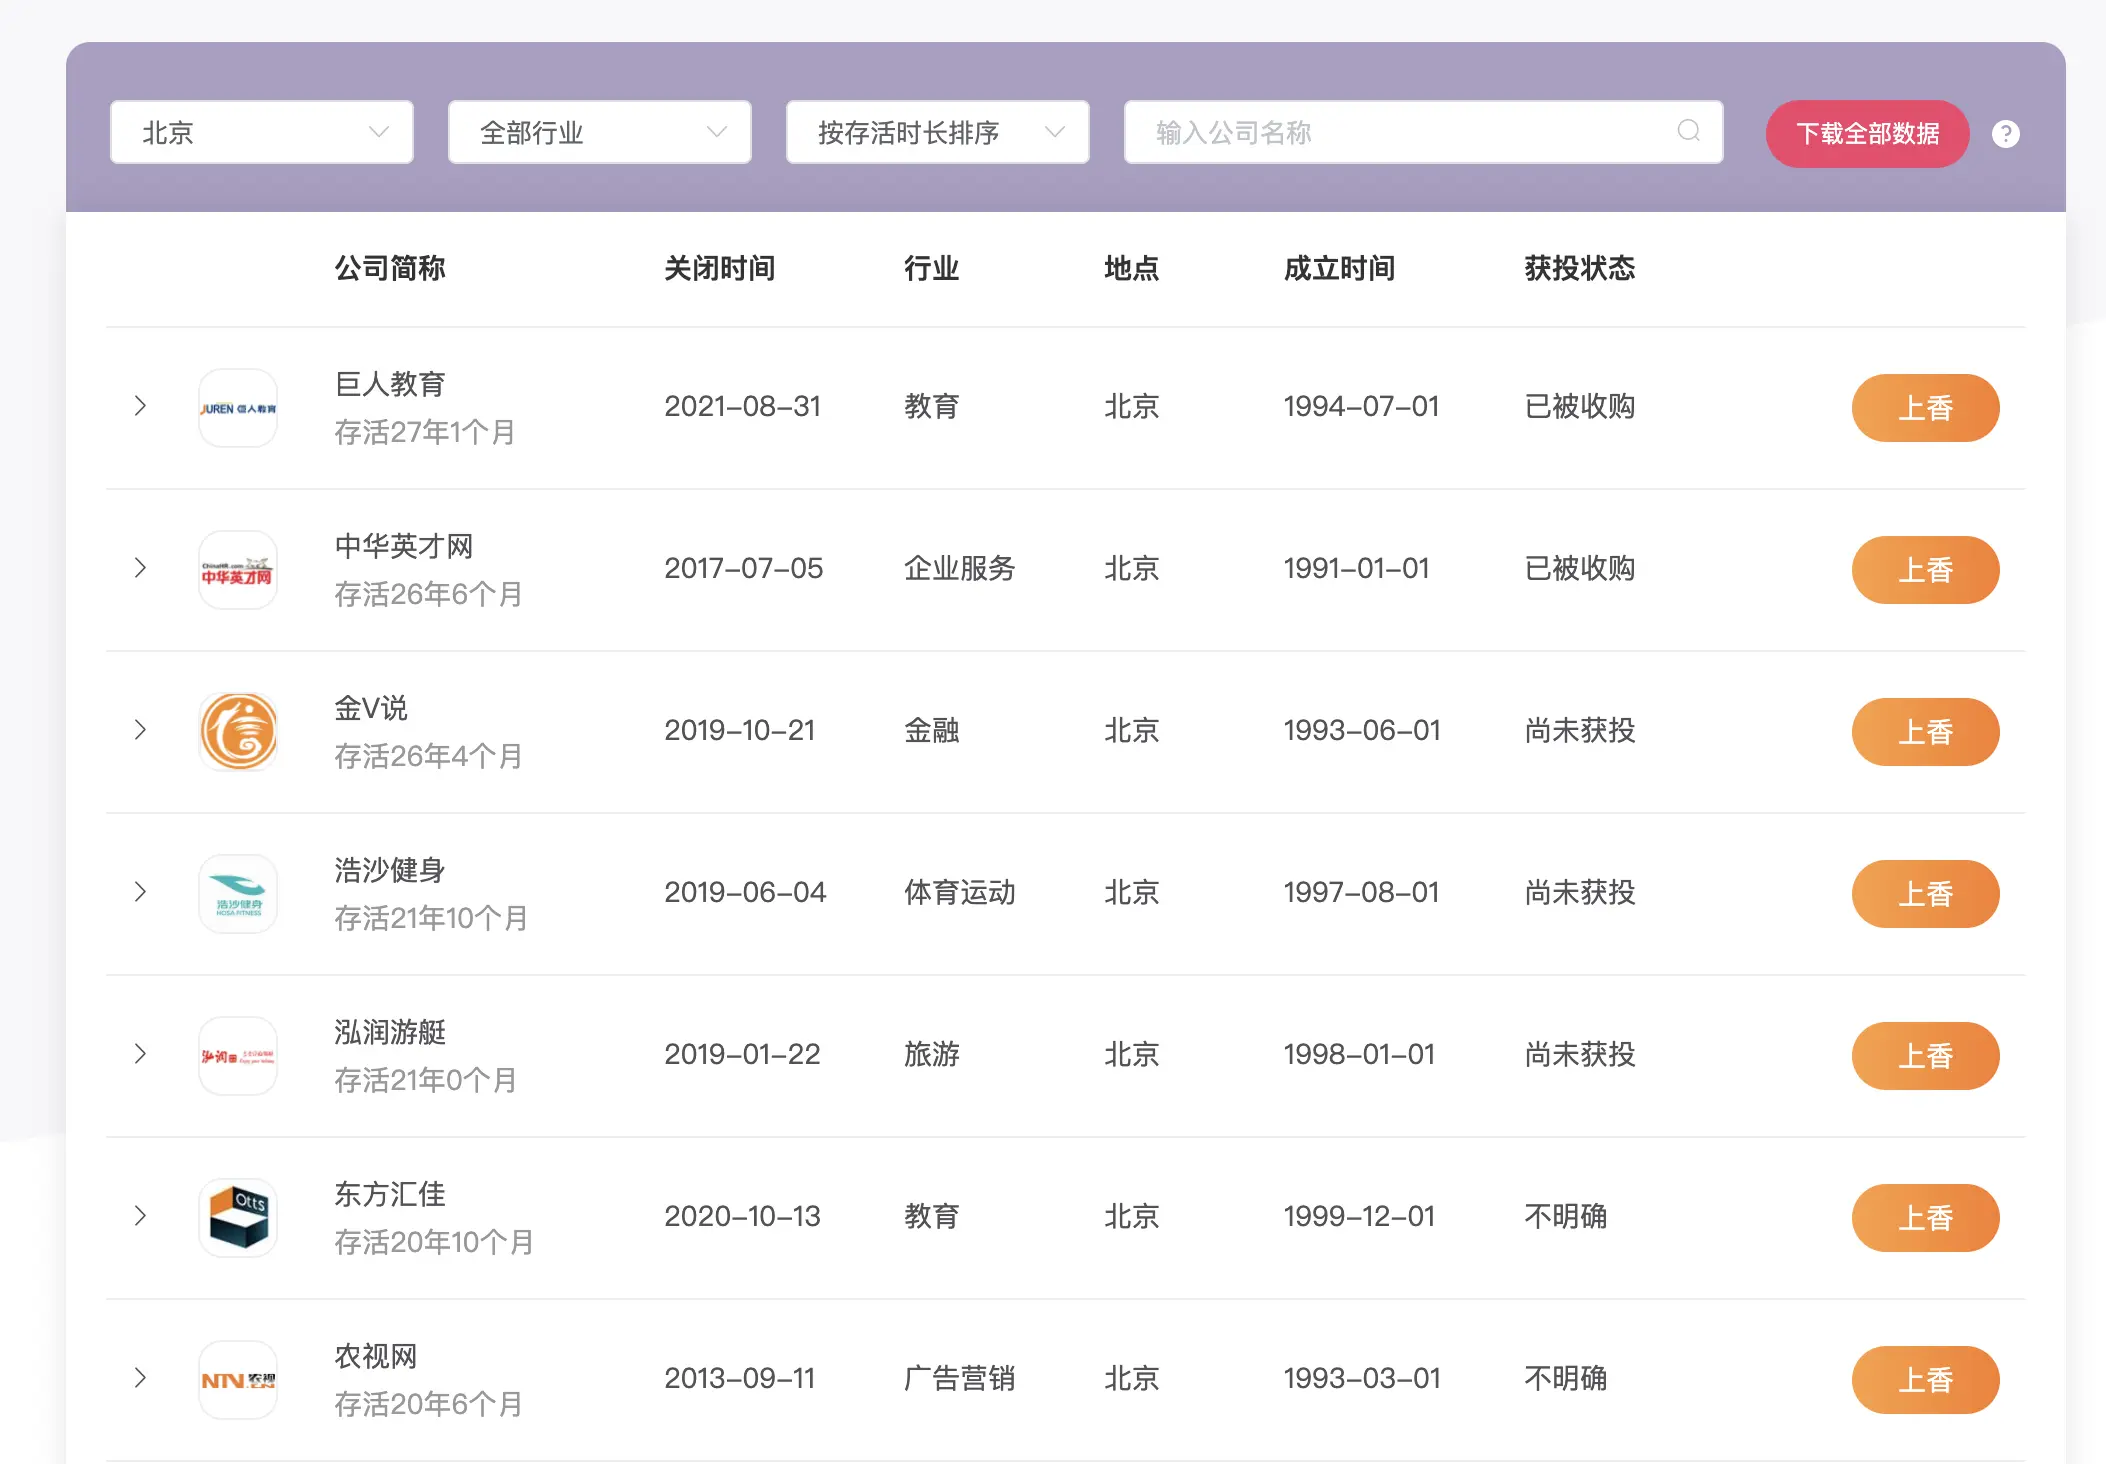 北京
全部行业
按存活时长排序
输入公司名称
下载全部数据
?
公司简称 关闭时间 行业 地点 成立时间 获投状态
JUREN 巨人教育
巨人教育
存活27年1个月
2021-08-31 教育 北京 1994-07-01 已被收购 上香
ChinaHR.com
中华英才网
中华英才网
存活26年6个月
2017-07-05 企业服务 北京 1991-01-01 已被收购 上香
金V说
存活26年4个月
2019-10-21 金融 北京 1993-06-01 尚未获投 上香
浩沙健身
HOSA FITNESS
浩沙健身
存活21年10个月
2019-06-04 体育运动 北京 1997-08-01 尚未获投 上香
泓润
泓润游艇
存活21年0个月
2019-01-22 旅游 北京 1998-01-01 尚未获投 上香
Otts
东方汇佳
存活20年10个月
2020-10-13 教育 北京 1999-12-01 不明确 上香
NTV 农视
.CN
农视网
存活20年6个月
2013-09-11 广告营销 北京 1993-03-01 不明确 上香